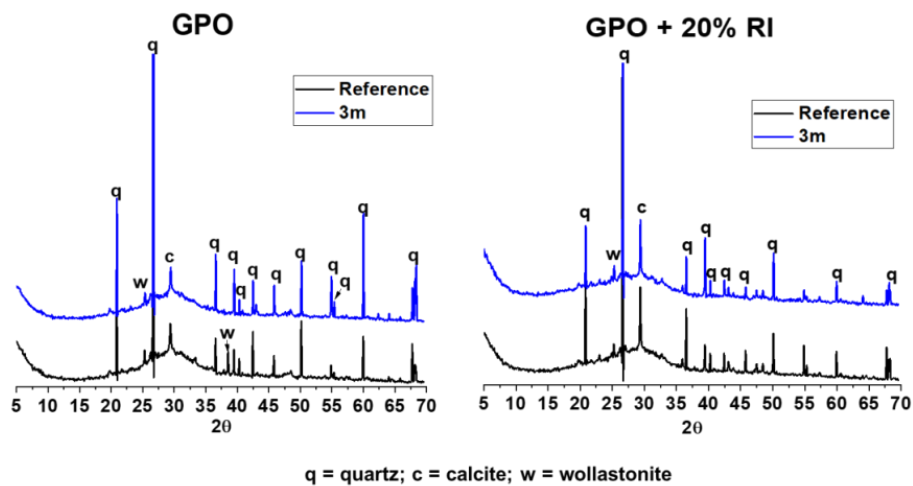 GPO
GPO + 20% RI
q
q
Reference
3m
Reference
3m
q
q
w
c
q
q
q
q
q
q
q
q
q
q
w
w
c
q
q
q
q
q
q
q
q
5 10 15 20 25 30 35 40 45 50 55 60 65 70
5 10 15 20 25 30 35 40 45 50 55 60 65 70
2θ
2θ
q = quartz; c = calcite; w = wollastonite